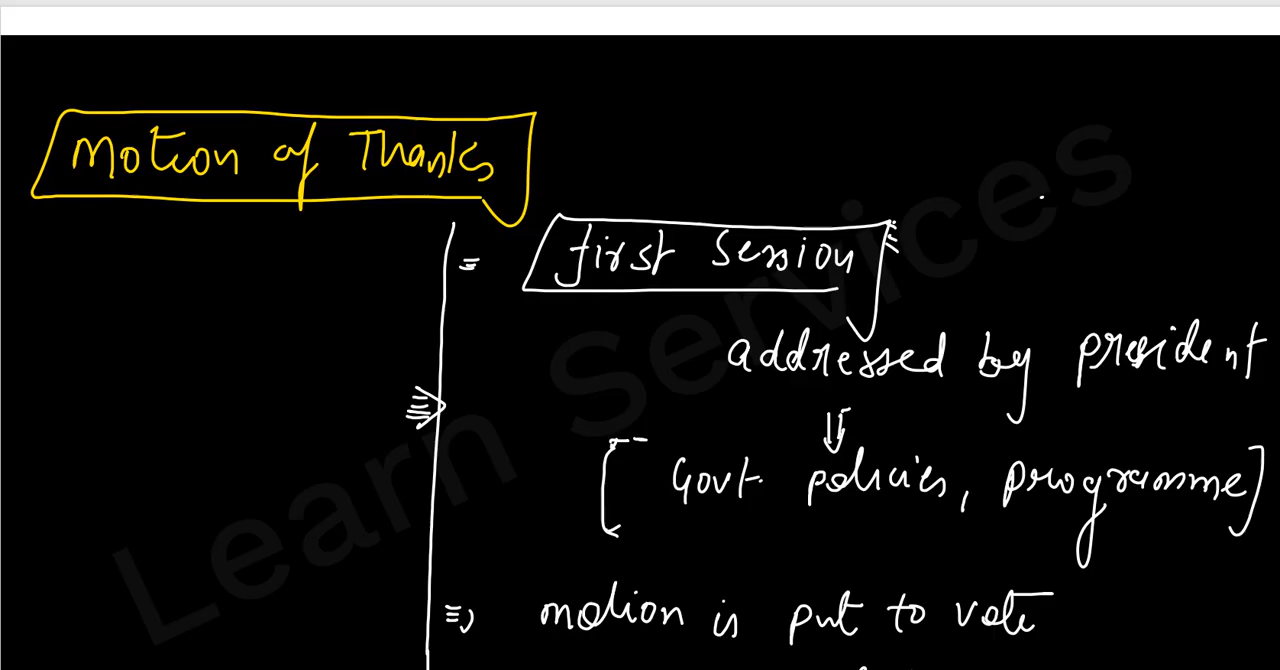 Motion of Thanks
= first session
addressed by president
⇓
[ Govt. policies, programme ]
⇒ motion is put to vote
Learn Services